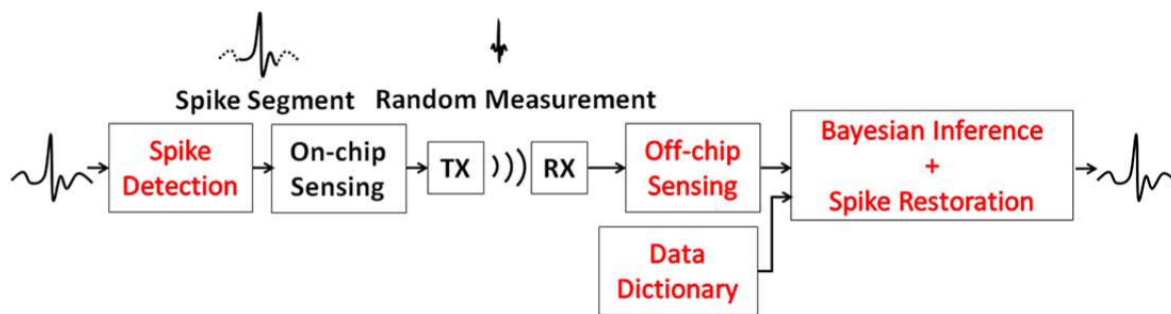 Spike Segment
Random Measurement
Spike
Detection
On-chip
Sensing
TX
RX
Off-chip
Sensing
Bayesian Inference
+
Spike Restoration
Data
Dictionary